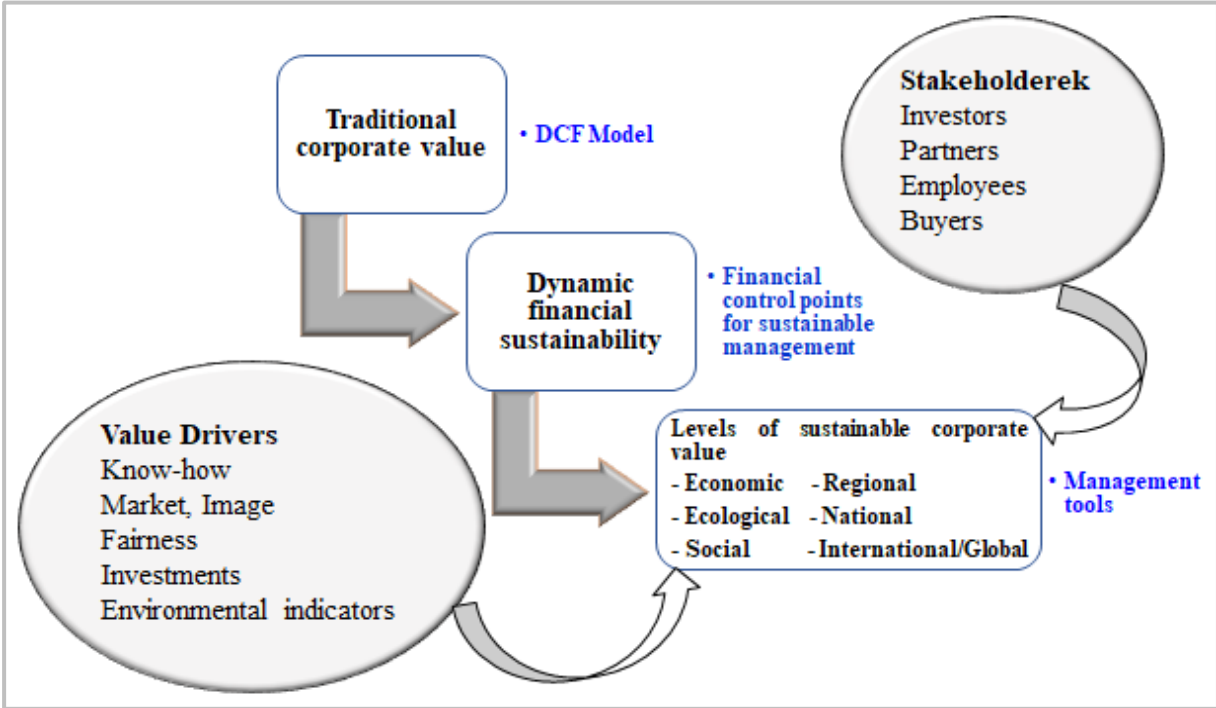 Traditional
corporate value
• DCF Model
Stakeholderek
Investors
Partners
Employees
Buyers
Dynamic
financial
sustainability
• Financial
control points
for sustainable
management
Value Drivers
Know-how
Market, Image
Fairness
Investments
Environmental indicators
Levels of sustainable corporate
value
- Economic - Regional
- Ecological - National
- Social - International/Global
• Management
tools